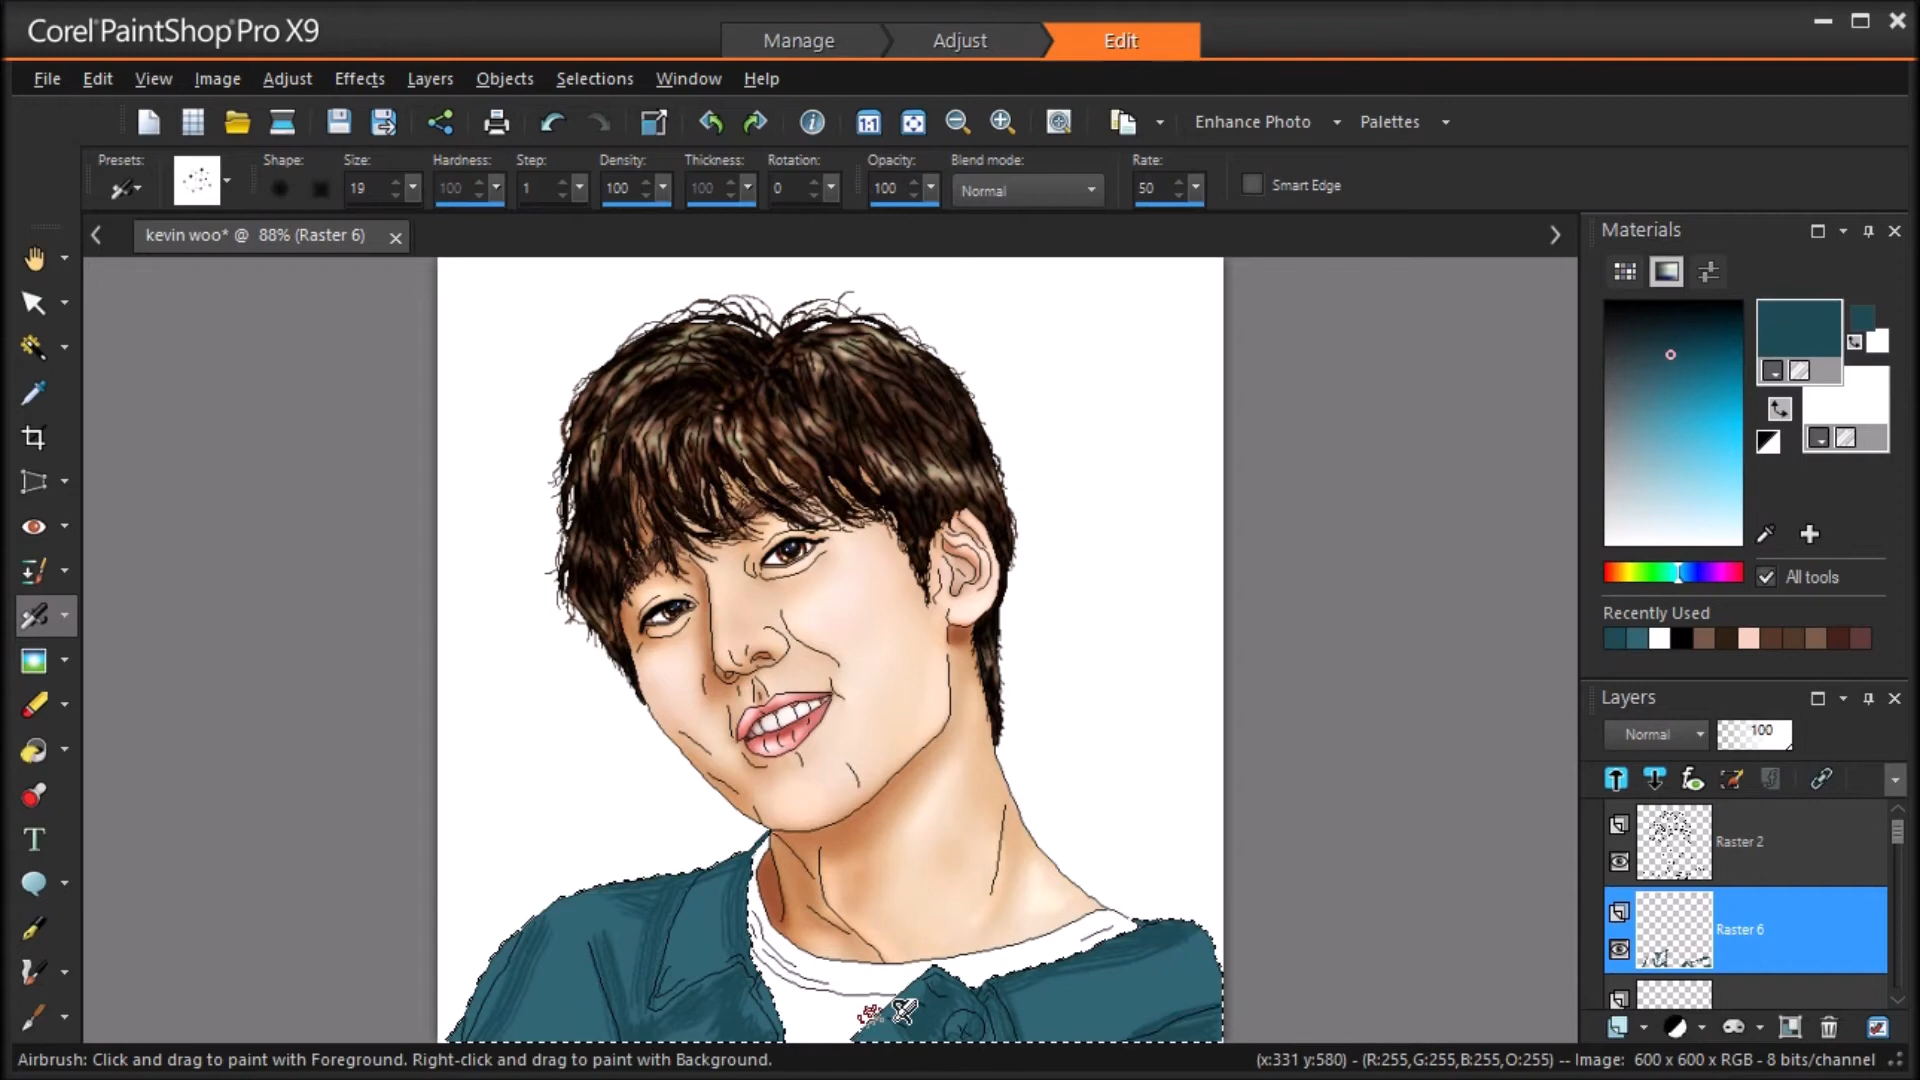 Corel PaintShop Pro X9
Manage Adjust Edit
File Edit View Image Adjust Effects Layers Objects Selections Window Help
1:1 Enhance Photo Palettes
Presets: Shape: Size: Hardness: Step: Density: Thickness: Rotation: Opacity: Blend mode: Rate:
19 100 1 100 100 0 100 Normal 50 Smart Edge
kevin woo* @ 88% (Raster 6)
Materials
All tools
Recently Used
Layers
Normal 100
Raster 2
Raster 6
Airbrush: Click and drag to paint with Foreground. Right-click and drag to paint with Background.
(x:331 y:580) - (R:255,G:255,B:255,O:255) -- Image: 600 x 600 x RGB - 8 bits/channel